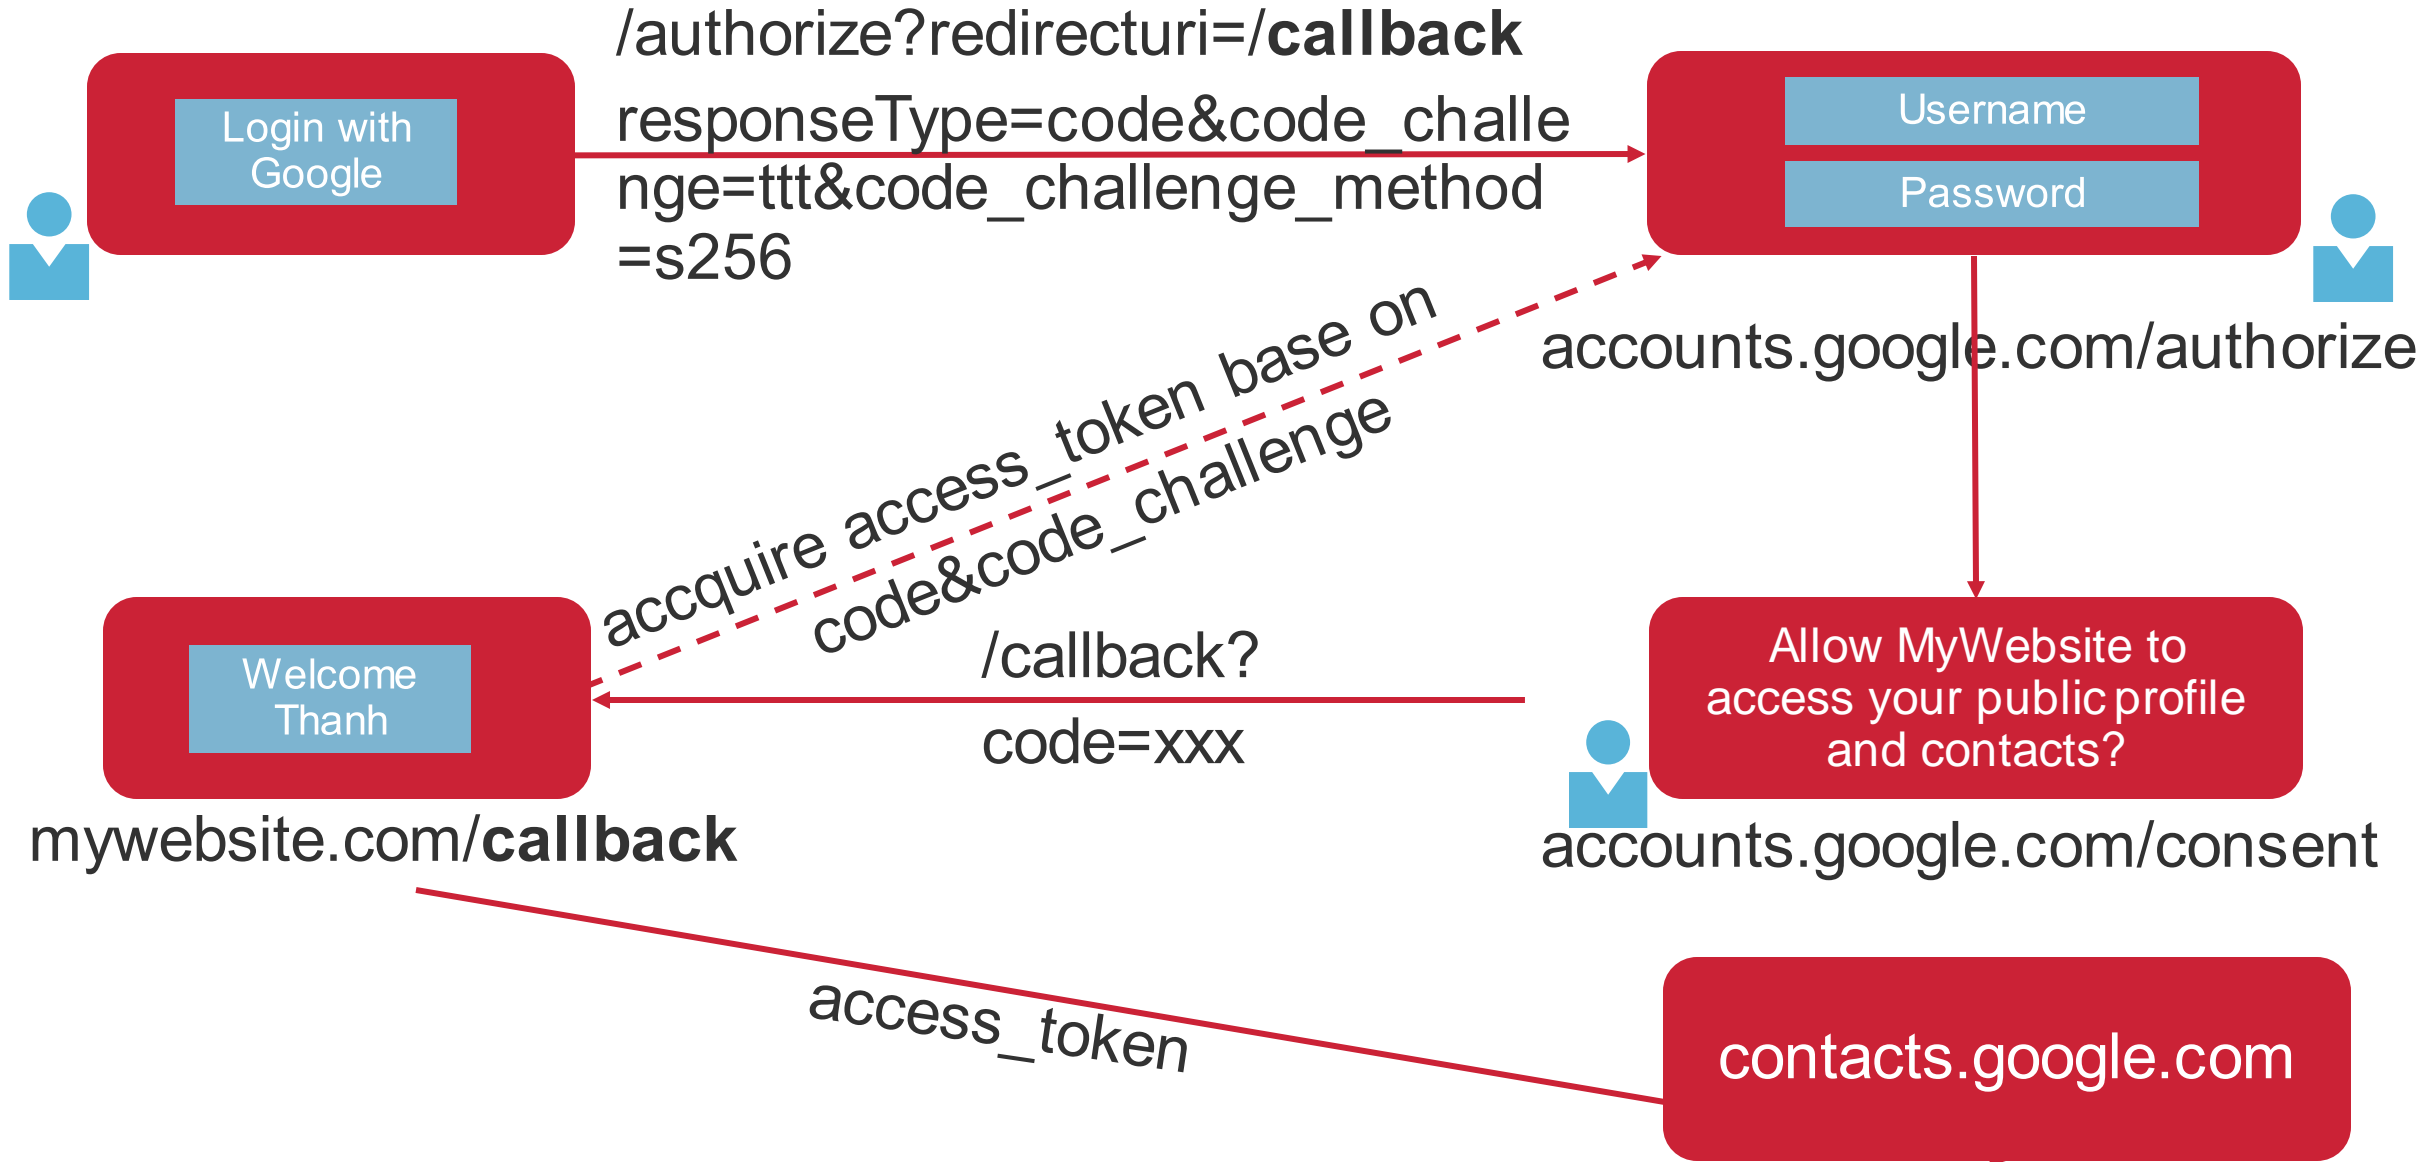 /authorize?redirecturi=/callback
responseType=code&code_challe
nge=ttt&code_challenge_method
=s256
Login with
Google
Username
Password
accounts.google.com/authorize
accquire access_token base on
code&code_challenge
/callback?
code=xxx
Welcome
Thanh
mywebsite.com/callback
Allow MyWebsite to
access your public profile
and contacts?
accounts.google.com/consent
access_token
contacts.google.com